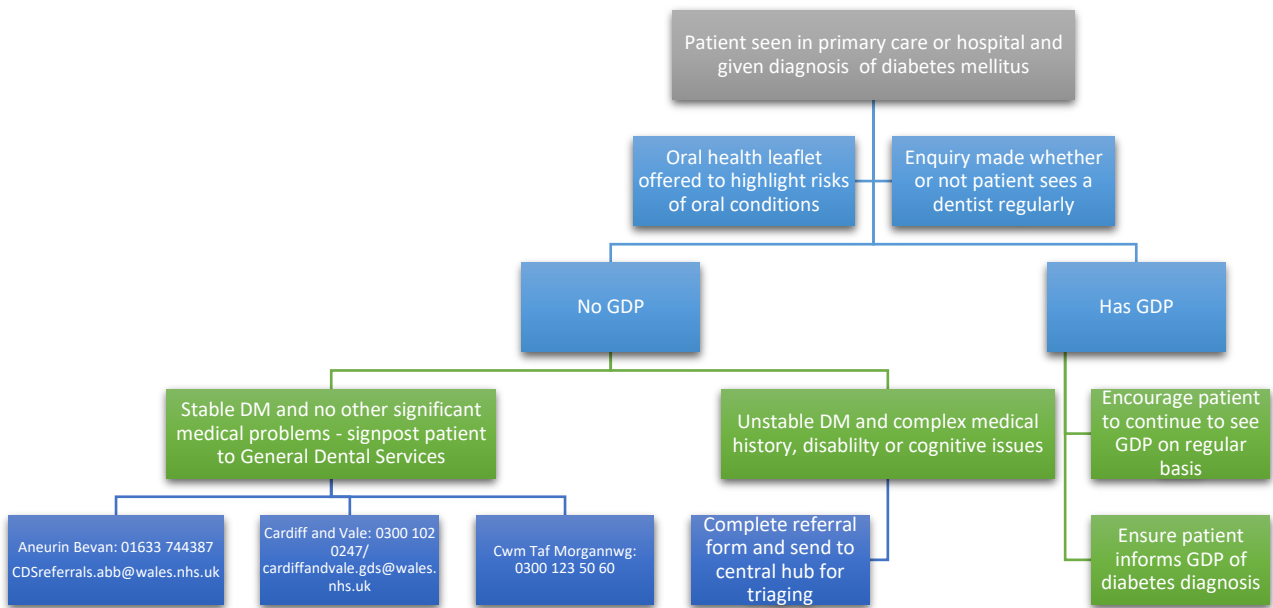 Patient seen in primary care or hospital and
given diagnosis of diabetes mellitus
Oral health leaflet
offered to highlight risks
of oral conditions
Enquiry made whether
or not patient sees a
dentist regularly
No GDP
Has GDP
Stable DM and no other significant
medical problems - signpost patient
to General Dental Services
Unstable DM and complex medical
history, disablilty or cognitive issues
Encourage patient
to continue to see
GDP on regular
basis
Aneurin Bevan: 01633 744387
CDSreferrals.abb@wales.nhs.uk
Cardiff and Vale: 0300 102
0247/
cardiffandvale.gds@wales.
nhs.uk
Cwm Taf Morgannwg:
0300 123 50 60
Complete referral
form and send to
central hub for
triaging
Ensure patient
informs GDP of
diabetes diagnosis